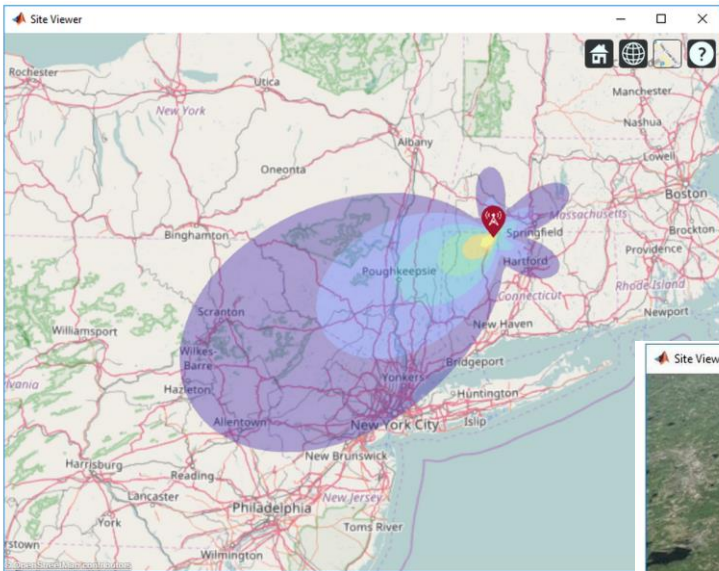 Site Viewer
Rochester
Utica
Manchester
New York
Nashua
Albany
Lowell
Oneonta
Boston
Massachusetts
Binghamton
Springfield
Brockton
Providence
Hartford
Poughkeepsie
Connecticut
Rhode Island
Scranton
Newport
Williamsport
New Haven
Wilkes-
Barre
Bridgeport
Site View
Yonkers
Hazleton
Huntington
Allentown
New York City
Islip
New Brunswick
Harrisburg
Reading
Lancaster
New Jersey
York
Philadelphia
Toms River
Wilmington